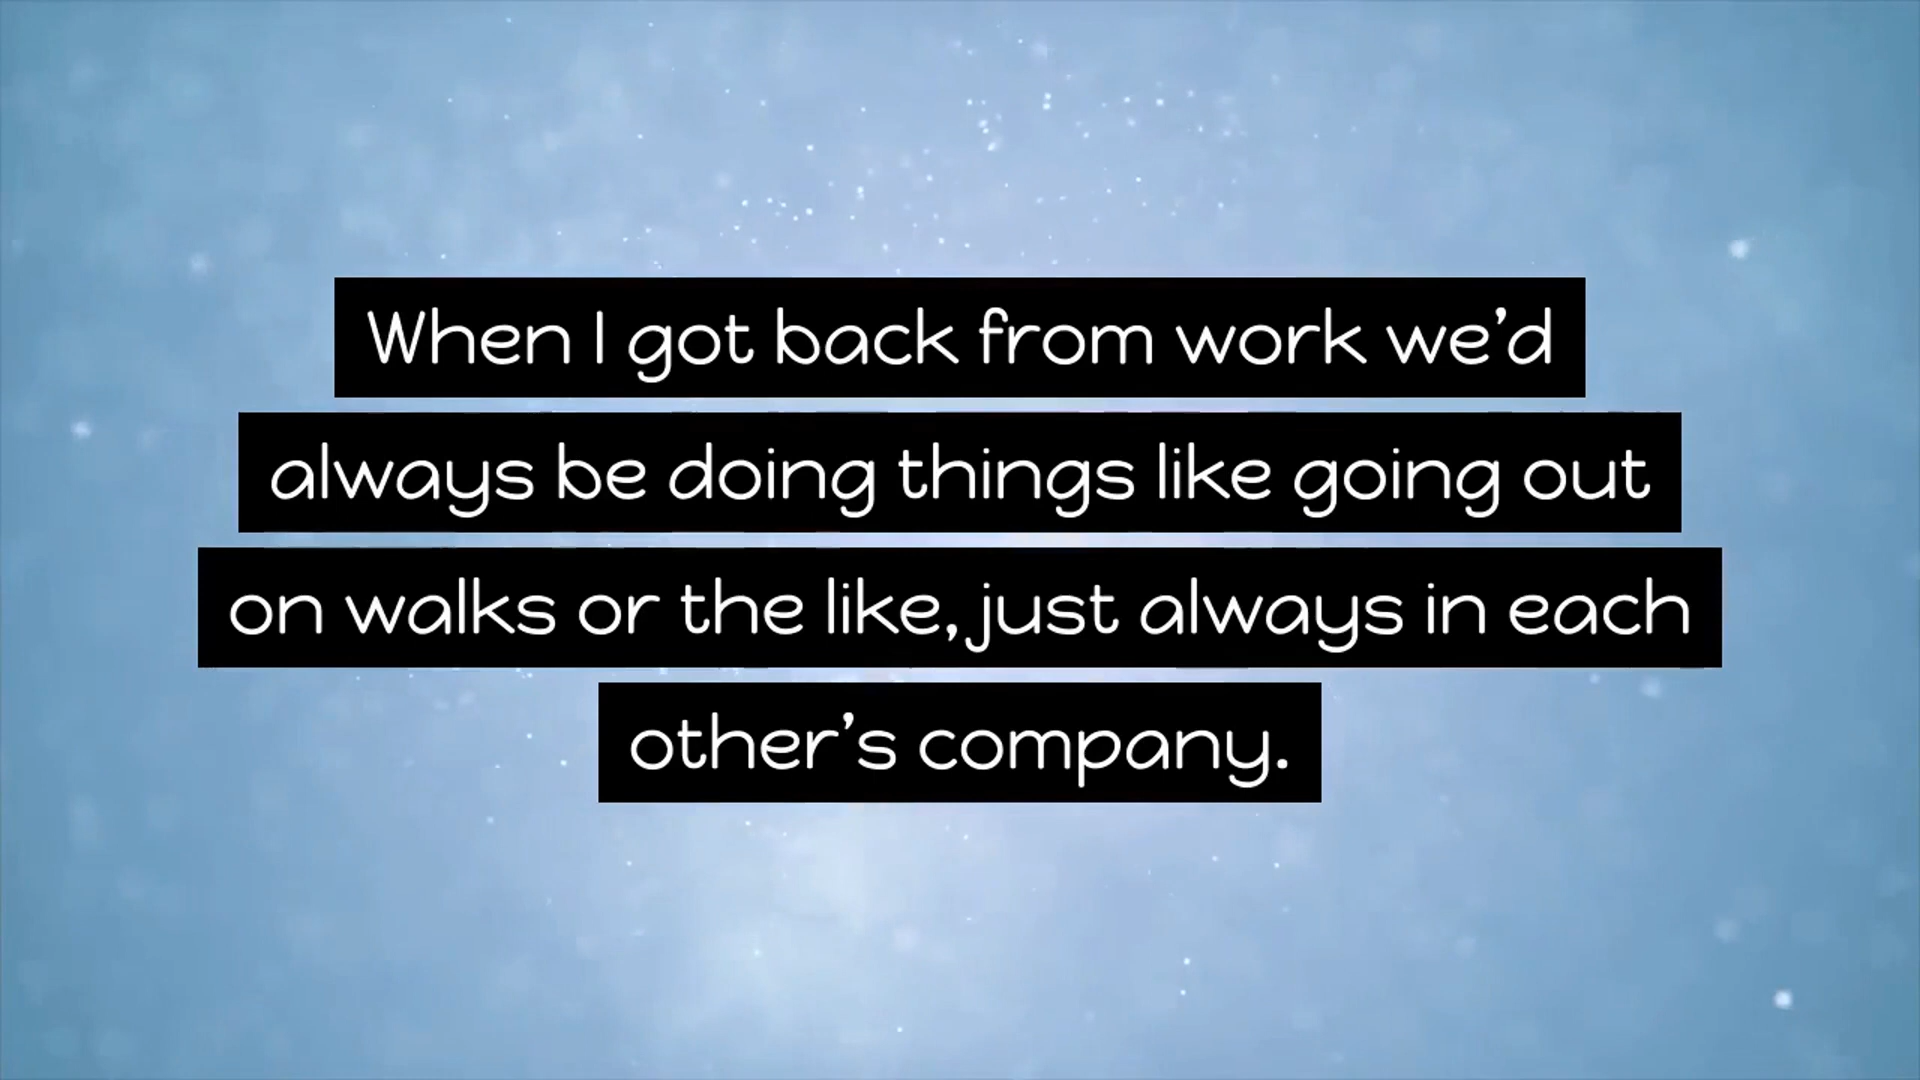 When I got back from work we’d
always be doing things like going out
on walks or the like, just always in each
other’s company.